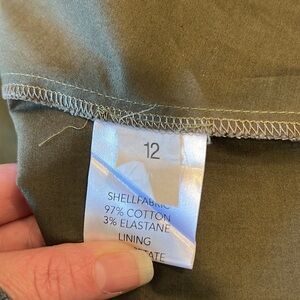 12
SHELLFABRIC
97% COTTON
3% ELASTANE
LINING